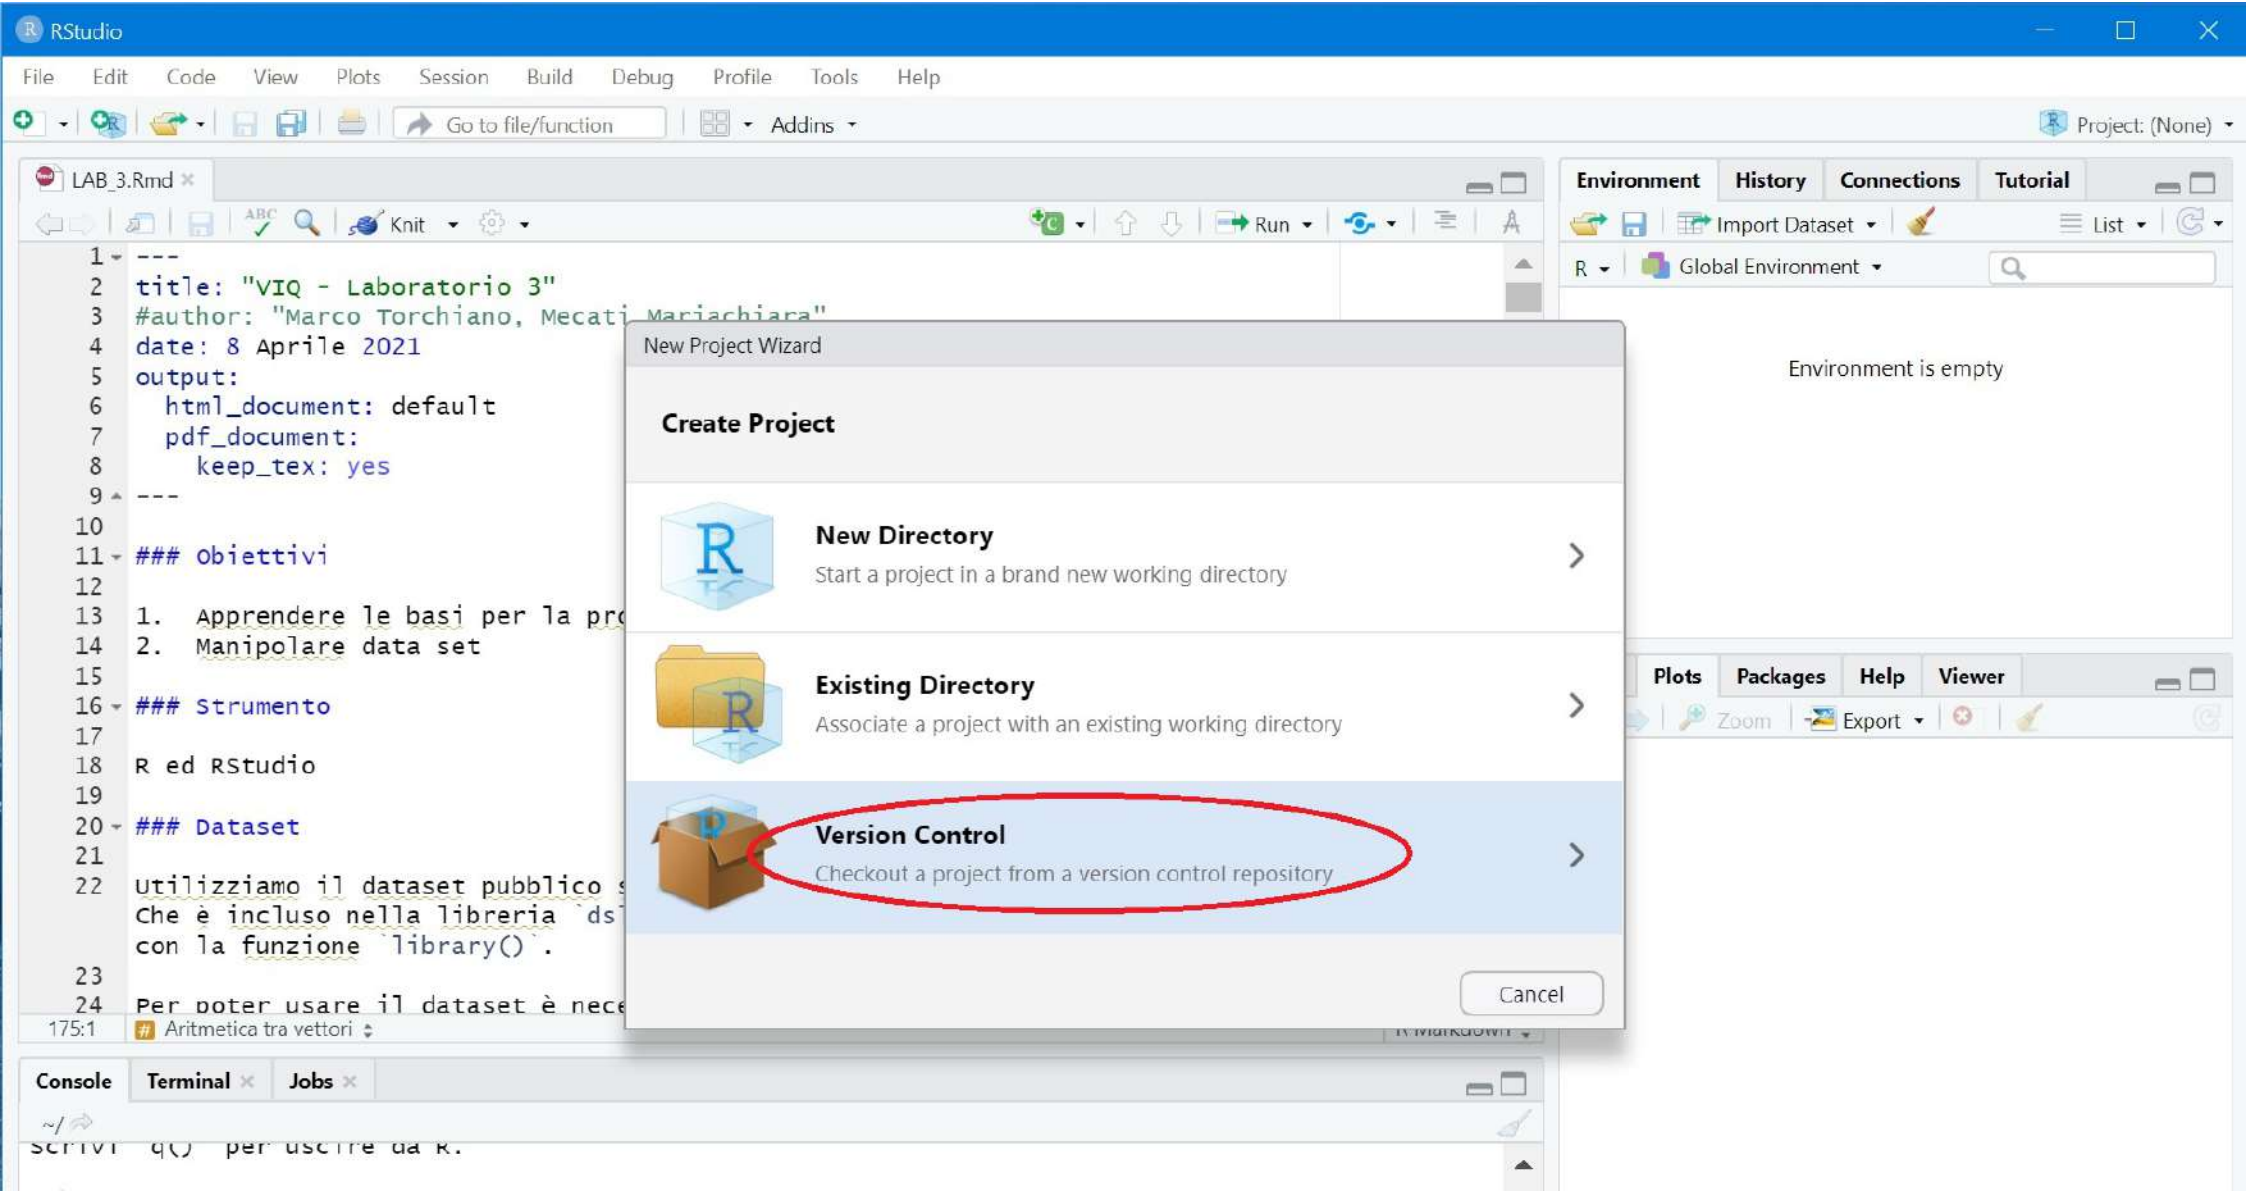 RStudio
File Edit Code View Plots Session Build Debug Profile Tools Help
Go to file/function Addins Project: (None)
LAB_3.Rmd
ABC Knit Run
1 ---
2 title: "VIQ - Laboratorio 3"
3 #author: "Marco Torchiano, Mecati Mariachiara"
4 date: 8 Aprile 2021
5 output:
6 html_document: default
7 pdf_document:
8 keep_tex: yes
9 ---
10
11 ### Obiettivi
12
13 1. Apprendere le basi per la pro
14 2. Manipolare data set
15
16 ### Strumento
17
18 R ed RStudio
19
20 ### Dataset
21
22 Utilizziamo il dataset pubblico s
Che è incluso nella libreria `ds
con la funzione `library()`.
23
24 Per poter usare il dataset è nece
175:1 # Aritmetica tra vettori R Markdown
Console Terminal Jobs
~/
Scrivi q() per uscire da R.
New Project Wizard
Create Project
New Directory
Start a project in a brand new working directory
Existing Directory
Associate a project with an existing working directory
Version Control
Checkout a project from a version control repository
Cancel
Environment History Connections Tutorial
Import Dataset List
R Global Environment
Environment is empty
Plots Packages Help Viewer
Zoom Export